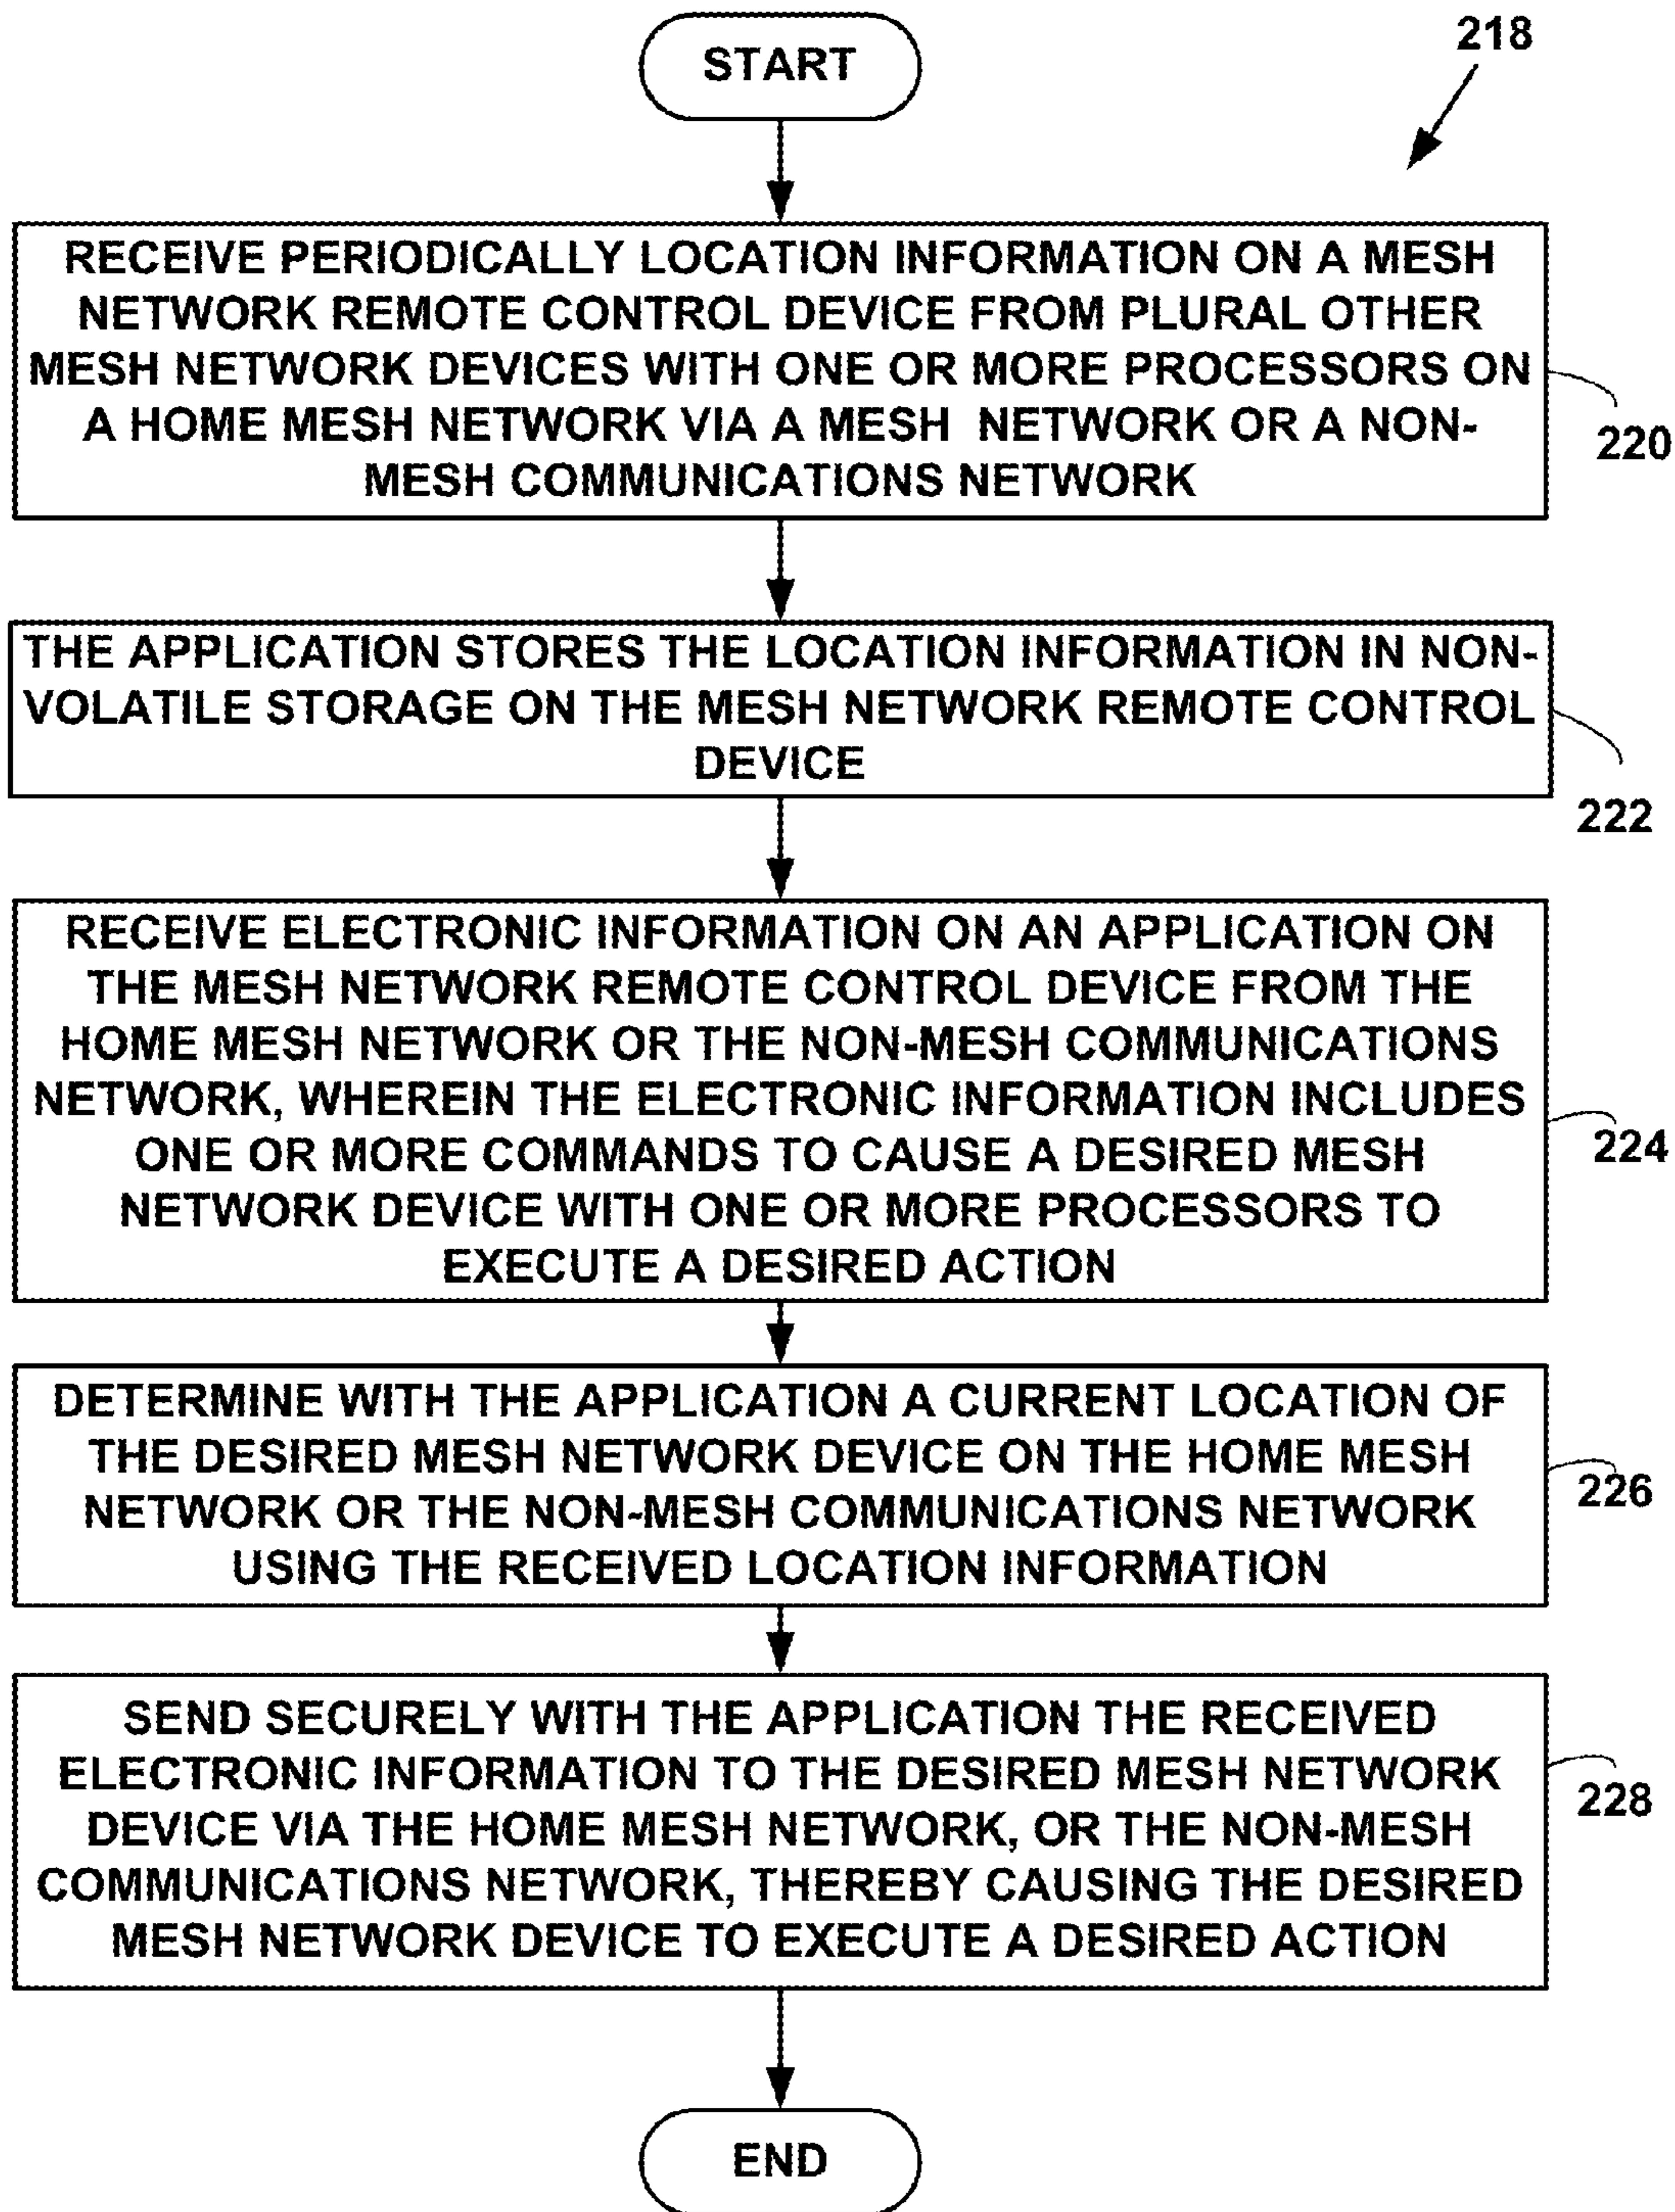 START
218
RECEIVE PERIODICALLY LOCATION INFORMATION ON A MESH
NETWORK REMOTE CONTROL DEVICE FROM PLURAL OTHER
MESH NETWORK DEVICES WITH ONE OR MORE PROCESSORS ON
A HOME MESH NETWORK VIA A MESH NETWORK OR A NON-
MESH COMMUNICATIONS NETWORK
220
THE APPLICATION STORES THE LOCATION INFORMATION IN NON-
VOLATILE STORAGE ON THE MESH NETWORK REMOTE CONTROL
DEVICE
222
RECEIVE ELECTRONIC INFORMATION ON AN APPLICATION ON
THE MESH NETWORK REMOTE CONTROL DEVICE FROM THE
HOME MESH NETWORK OR THE NON-MESH COMMUNICATIONS
NETWORK, WHEREIN THE ELECTRONIC INFORMATION INCLUDES
ONE OR MORE COMMANDS TO CAUSE A DESIRED MESH
NETWORK DEVICE WITH ONE OR MORE PROCESSORS TO
EXECUTE A DESIRED ACTION
224
DETERMINE WITH THE APPLICATION A CURRENT LOCATION OF
THE DESIRED MESH NETWORK DEVICE ON THE HOME MESH
NETWORK OR THE NON-MESH COMMUNICATIONS NETWORK
USING THE RECEIVED LOCATION INFORMATION
226
SEND SECURELY WITH THE APPLICATION THE RECEIVED
ELECTRONIC INFORMATION TO THE DESIRED MESH NETWORK
DEVICE VIA THE HOME MESH NETWORK, OR THE NON-MESH
COMMUNICATIONS NETWORK, THEREBY CAUSING THE DESIRED
MESH NETWORK DEVICE TO EXECUTE A DESIRED ACTION
228
END